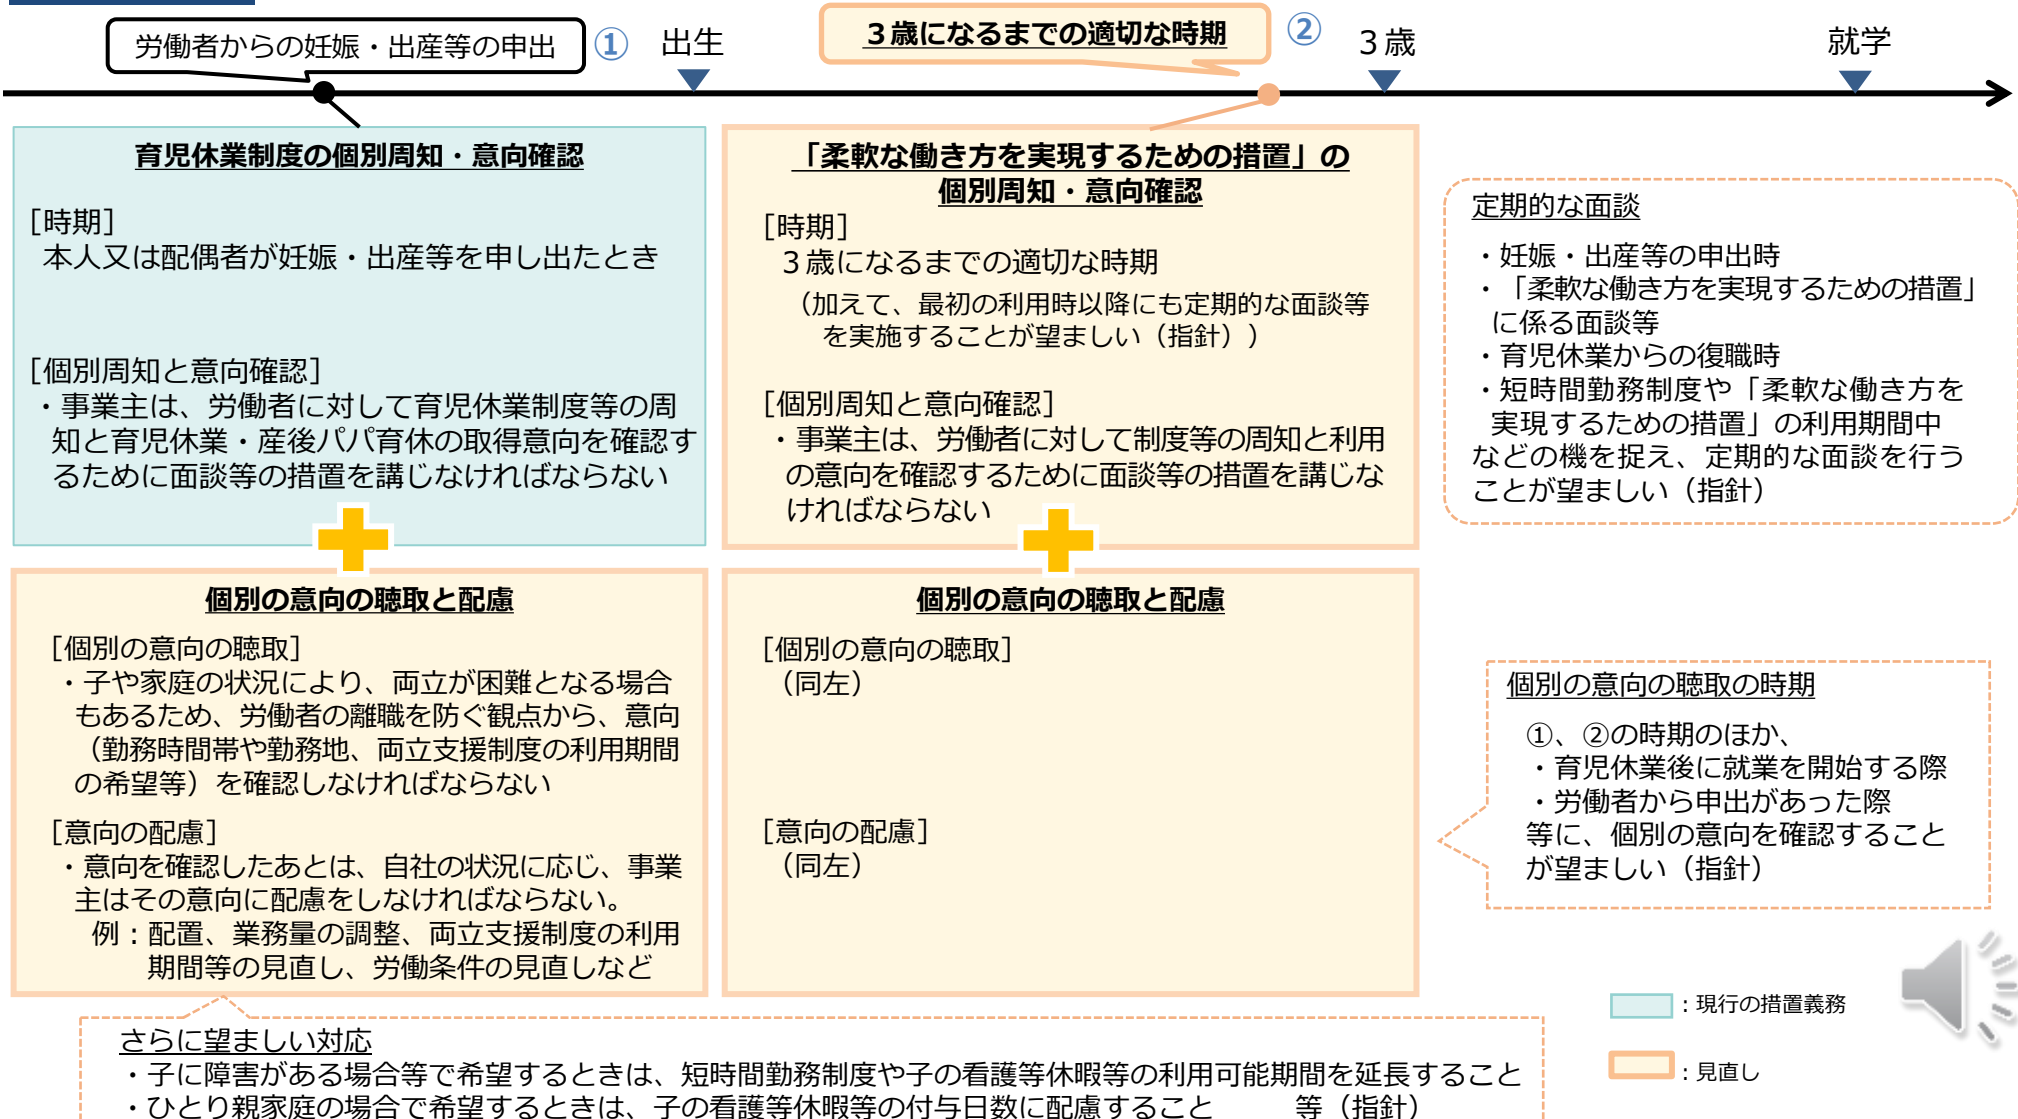 労働者からの妊娠・出産等の申出
①
出生
３歳になるまでの適切な時期
②
３歳
就学
育児休業制度の個別周知・意向確認
［時期］
本人又は配偶者が妊娠・出産等を申し出たとき
［個別周知と意向確認］
・事業主は、労働者に対して育児休業制度等の周
知と育児休業・産後パパ育休の取得意向を確認す
るために面談等の措置を講じなければならない
「柔軟な働き方を実現するための措置」の
個別周知・意向確認
［時期］
３歳になるまでの適切な時期
（加えて、最初の利用時以降にも定期的な面談等
を実施することが望ましい（指針））
［個別周知と意向確認］
・事業主は、労働者に対して制度等の周知と利用
の意向を確認するために面談等の措置を講じな
ければならない
定期的な面談
・妊娠・出産等の申出時
・「柔軟な働き方を実現するための措置」
に係る面談等
・育児休業からの復職時
・短時間勤務制度や「柔軟な働き方を
実現するための措置」の利用期間中
などの機を捉え、定期的な面談を行う
ことが望ましい（指針）
個別の意向の聴取と配慮
［個別の意向の聴取］
・子や家庭の状況により、両立が困難となる場合
もあるため、労働者の離職を防ぐ観点から、意向
（勤務時間帯や勤務地、両立支援制度の利用期間
の希望等）を確認しなければならない
［意向の配慮］
・意向を確認したあとは、自社の状況に応じ、事業
主はその意向に配慮をしなければならない。
例：配置、業務量の調整、両立支援制度の利用
期間等の見直し、労働条件の見直しなど
個別の意向の聴取と配慮
［個別の意向の聴取］
（同左）
［意向の配慮］
（同左）
個別の意向の聴取の時期
①、②の時期のほか、
・育児休業後に就業を開始する際
・労働者から申出があった際
等に、個別の意向を確認すること
が望ましい（指針）
：現行の措置義務
：見直し
さらに望ましい対応
・子に障害がある場合等で希望するときは、短時間勤務制度や子の看護等休暇等の利用可能期間を延長すること
・ひとり親家庭の場合で希望するときは、子の看護等休暇等の付与日数に配慮すること　　等（指針）